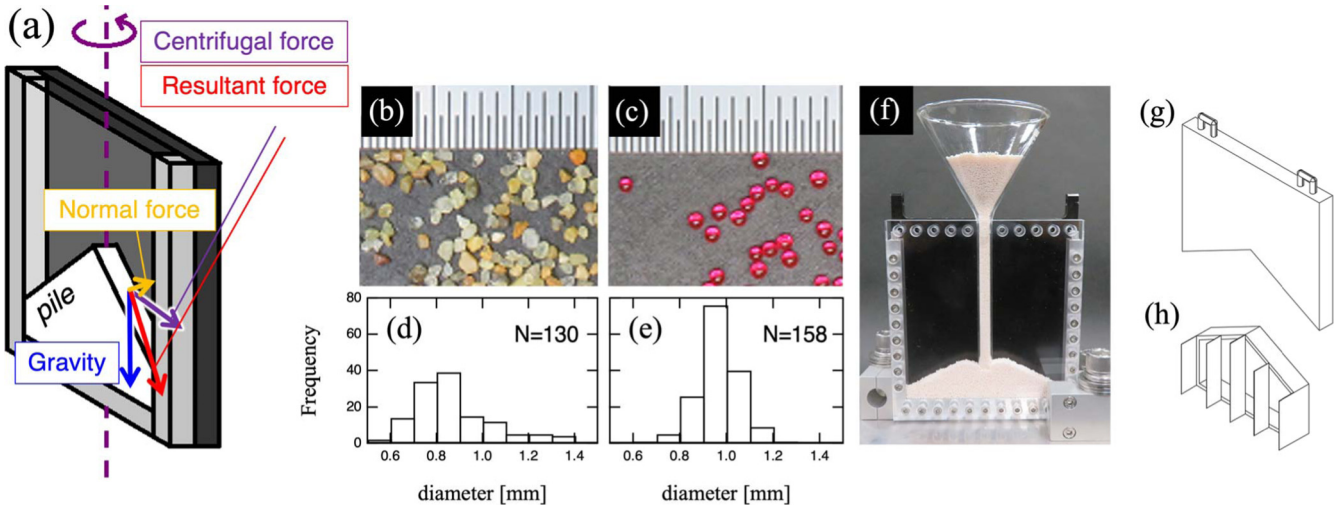 (a)
Centrifugal force
Resultant force
Normal force
pile
Gravity
(b)
(c)
(d)
N=130
(e)
N=158
Frequency
80
60
40
20
0
0.6 0.8 1.0 1.2 1.4
0.6 0.8 1.0 1.2 1.4
diameter [mm]
diameter [mm]
(f)
(g)
(h)